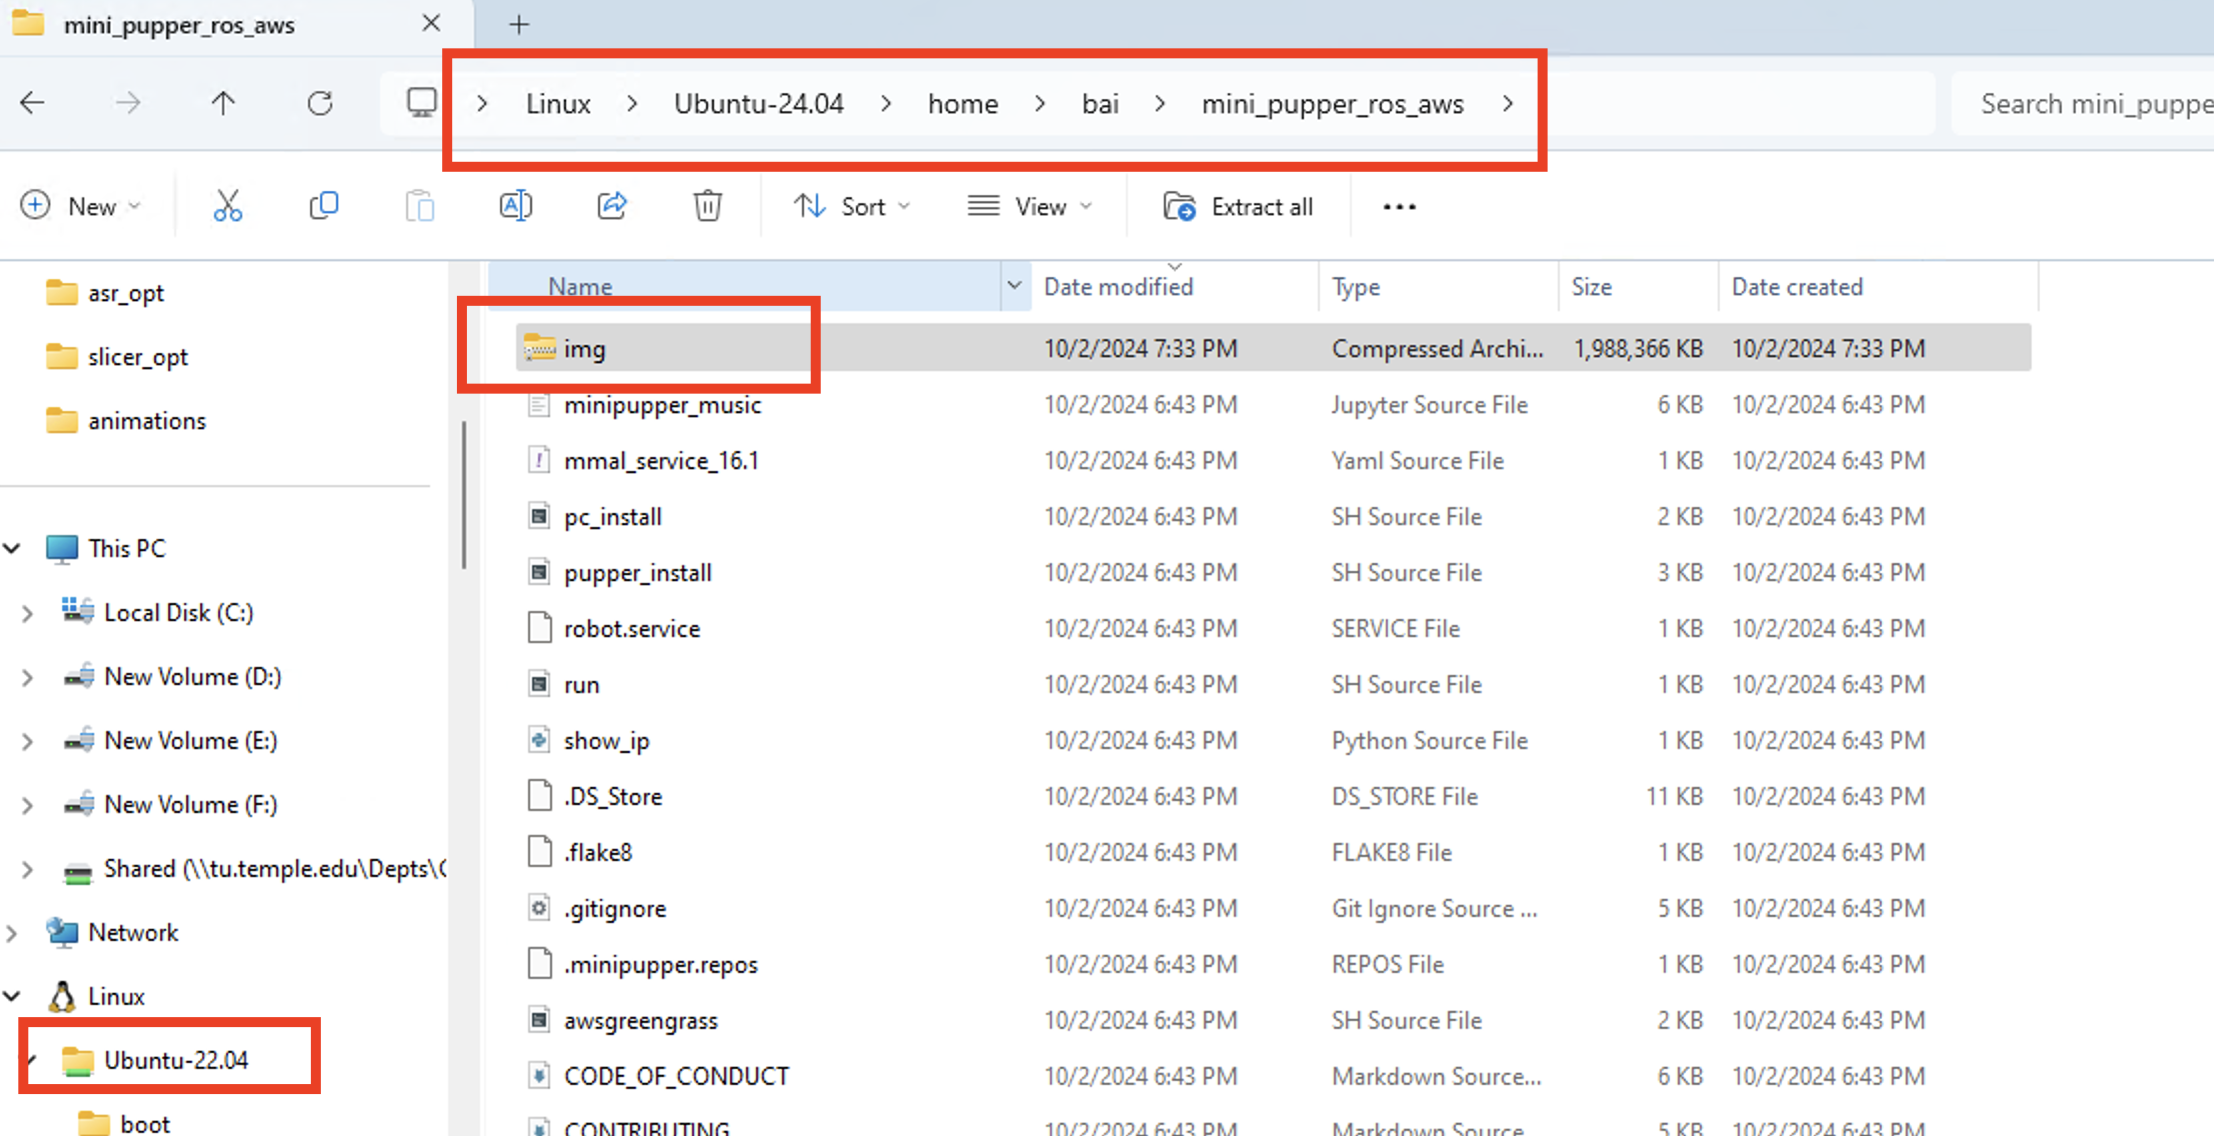 mini_pupper_ros_aws
Linux > Ubuntu-24.04 > home > bai > mini_pupper_ros_aws >
Search mini_puppe
New
Sort
View
Extract all
asr_opt
slicer_opt
animations
This PC
Local Disk (C:)
New Volume (D:)
New Volume (E:)
New Volume (F:)
Shared (\\tu.temple.edu\Depts\
Network
Linux
Ubuntu-22.04
boot
Name Date modified Type Size Date created
img 10/2/2024 7:33 PM Compressed Archi... 1,988,366 KB 10/2/2024 7:33 PM
minipupper_music 10/2/2024 6:43 PM Jupyter Source File 6 KB 10/2/2024 6:43 PM
mmal_service_16.1 10/2/2024 6:43 PM Yaml Source File 1 KB 10/2/2024 6:43 PM
pc_install 10/2/2024 6:43 PM SH Source File 2 KB 10/2/2024 6:43 PM
pupper_install 10/2/2024 6:43 PM SH Source File 3 KB 10/2/2024 6:43 PM
robot.service 10/2/2024 6:43 PM SERVICE File 1 KB 10/2/2024 6:43 PM
run 10/2/2024 6:43 PM SH Source File 1 KB 10/2/2024 6:43 PM
show_ip 10/2/2024 6:43 PM Python Source File 1 KB 10/2/2024 6:43 PM
.DS_Store 10/2/2024 6:43 PM DS_STORE File 11 KB 10/2/2024 6:43 PM
.flake8 10/2/2024 6:43 PM FLAKE8 File 1 KB 10/2/2024 6:43 PM
.gitignore 10/2/2024 6:43 PM Git Ignore Source ... 5 KB 10/2/2024 6:43 PM
.minipupper.repos 10/2/2024 6:43 PM REPOS File 1 KB 10/2/2024 6:43 PM
awsgreengrass 10/2/2024 6:43 PM SH Source File 2 KB 10/2/2024 6:43 PM
CODE_OF_CONDUCT 10/2/2024 6:43 PM Markdown Source... 6 KB 10/2/2024 6:43 PM
CONTRIBUTING 10/2/2024 6:43 PM Markdown Source 5 KB 10/2/2024 6:43 PM